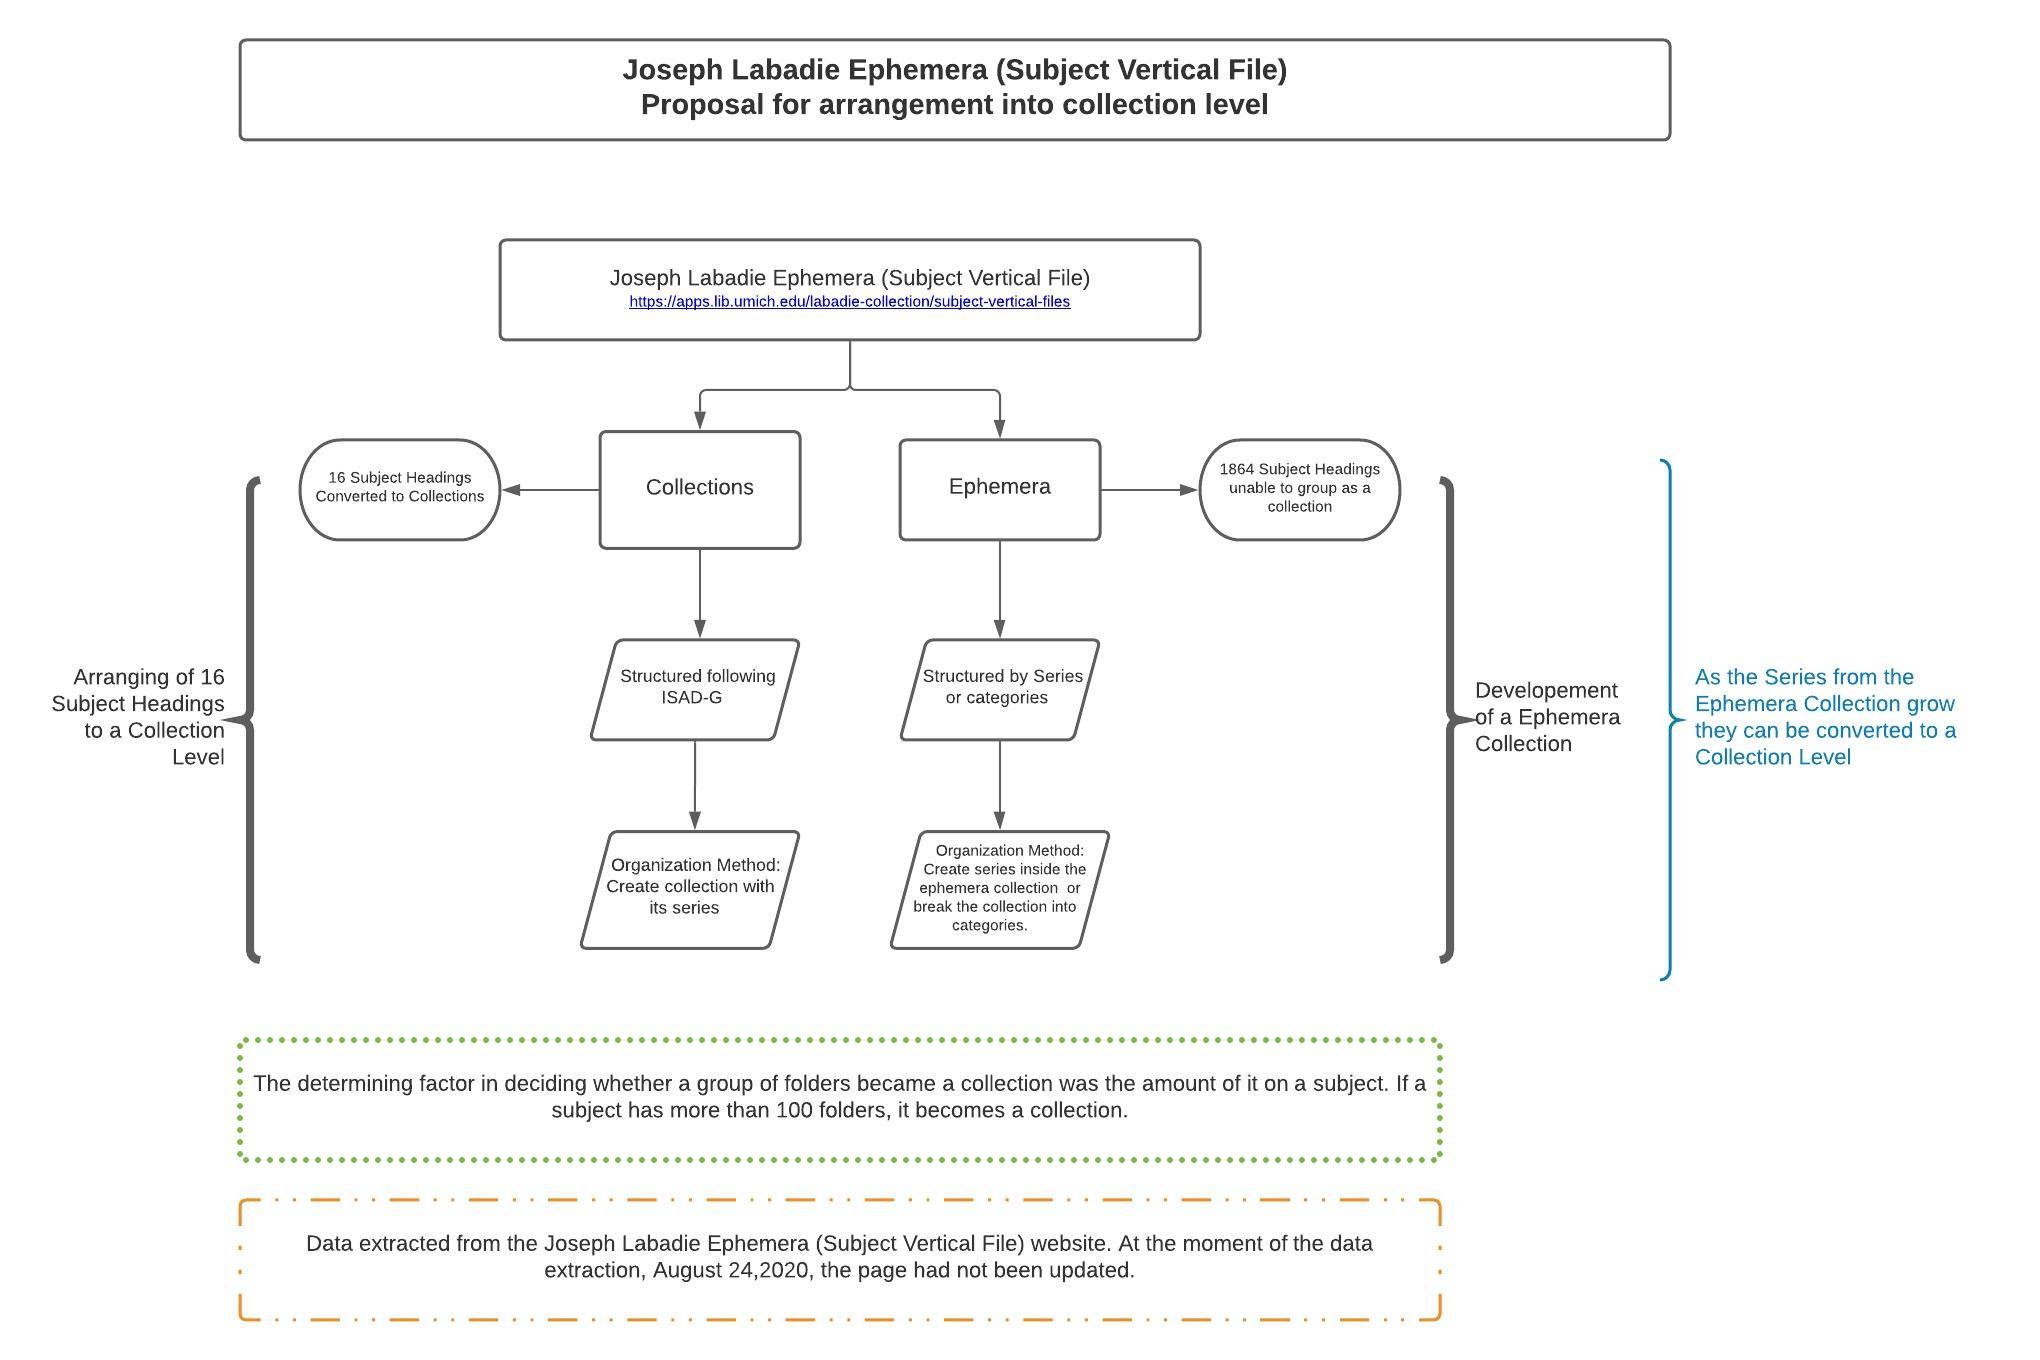 Joseph Labadie Ephemera (Subject Vertical File)
Proposal for arrangement into collection level
Joseph Labadie Ephemera (Subject Vertical File)
https://apps.lib.umich.edu/labadie-collection/subject-vertical-files
16 Subject Headings
Converted to Collections
Collections
Ephemera
1864 Subject Headings
unable to group as a
collection
Arranging of 16
Subject Headings
to a Collection
Level
Structured following
ISAD-G
Structured by Series
or categories
Developement
of a Ephemera
Collection
As the Series from the
Ephemera Collection grow
they can be converted to a
Collection Level
Organization Method:
Create collection with
its series
Organization Method:
Create series inside the
ephemera collection  or
break the collection into
categories.
The determining factor in deciding whether a group of folders became a collection was the amount of it on a subject. If a
subject has more than 100 folders, it becomes a collection.
Data extracted from the Joseph Labadie Ephemera (Subject Vertical File) website. At the moment of the data
extraction, August 24,2020, the page had not been updated.